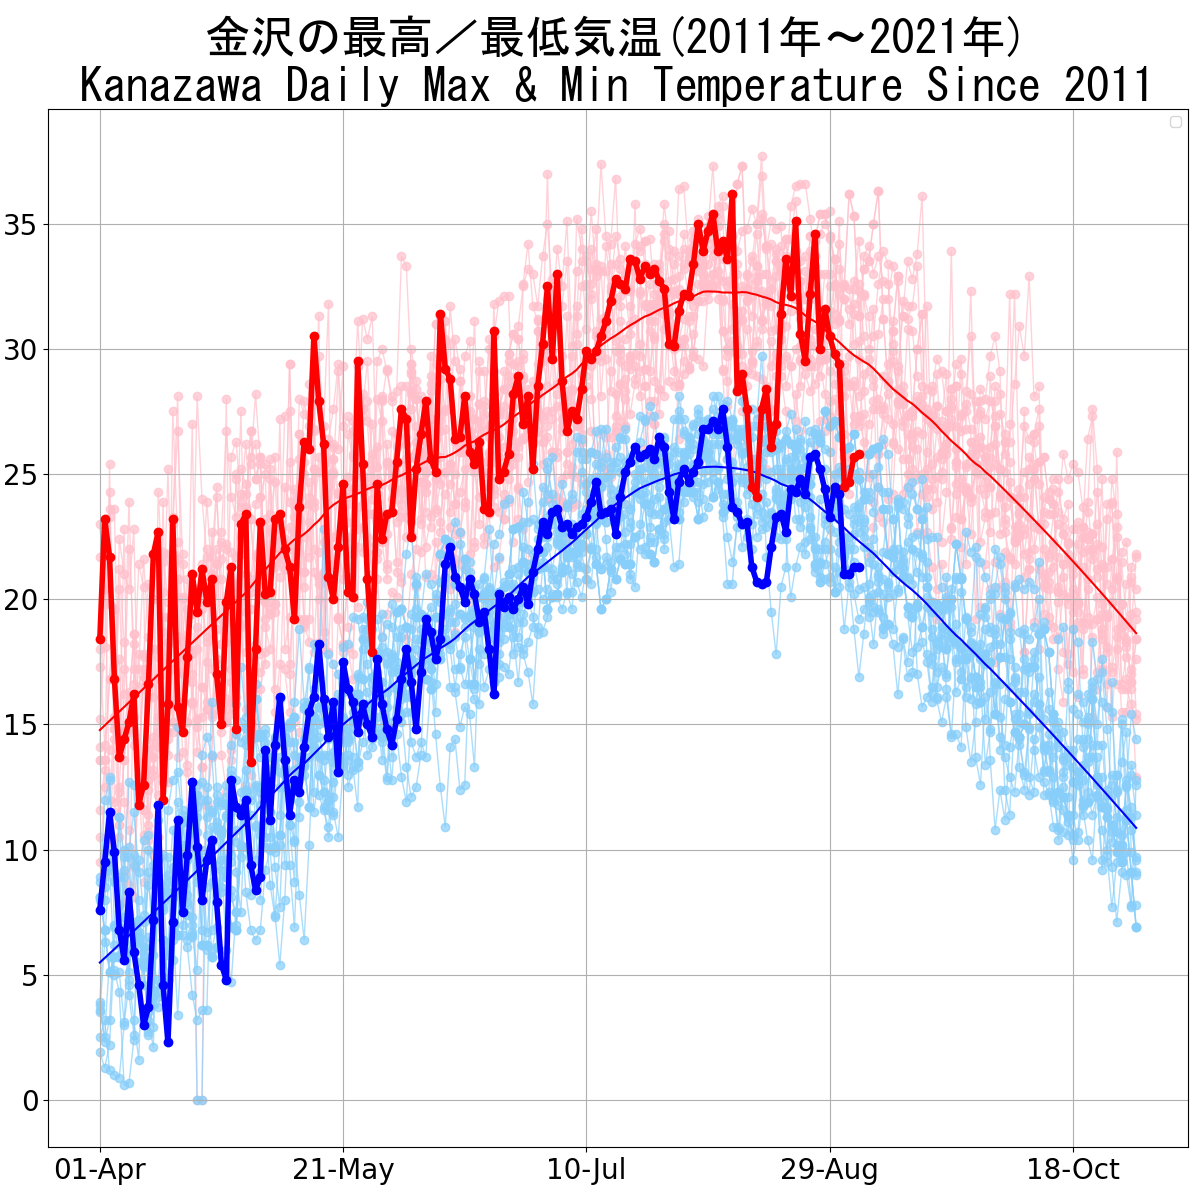 金沢の最高／最低気温(2011年～2021年)
Kanazawa Daily Max & Min Temperature Since 2011
35
30
25
20
15
10
5
0
01-Apr 21-May 10-Jul 29-Aug 18-Oct